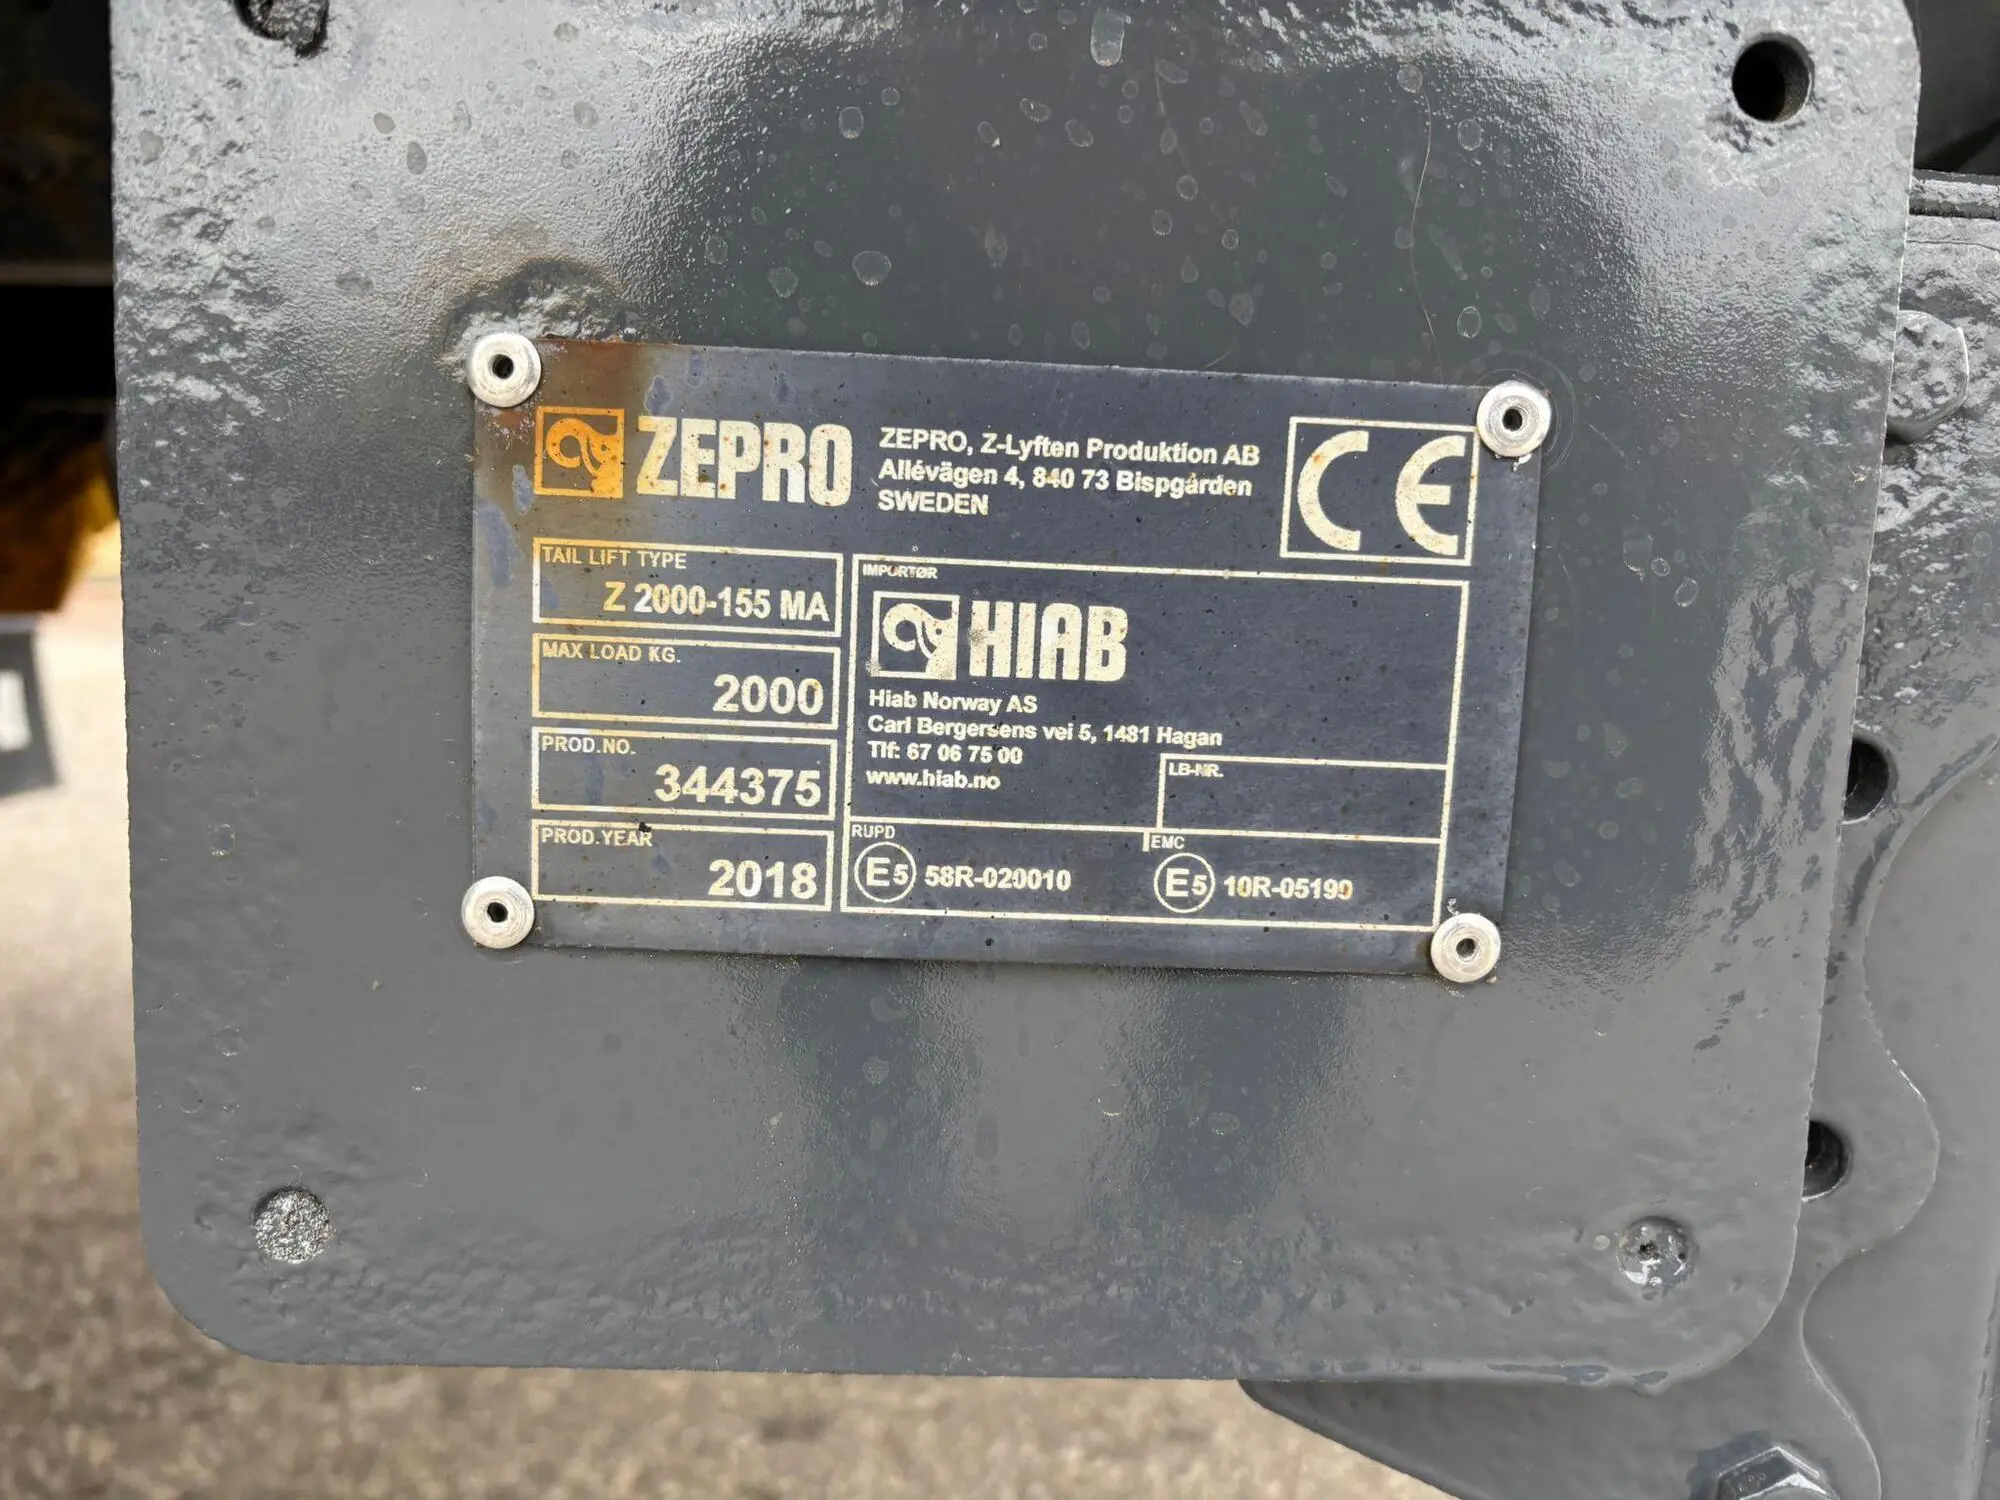 ZEPRO
ZEPRO, Z-Lyften Produktion AB
Allévägen 4, 840 73 Bispgården
SWEDEN
CE
TAIL LIFT TYPE
Z 2000-155 MA
MAX LOAD KG.
2000
PROD.NO.
344375
PROD.YEAR
2018
IMPORTØR
HIAB
Hiab Norway AS
Carl Bergersens vei 5, 1481 Hagan
Tlf: 67 06 75 00
www.hiab.no
LB-NR.
RUPD
E5 58R-020010
EMC
E5 10R-05199